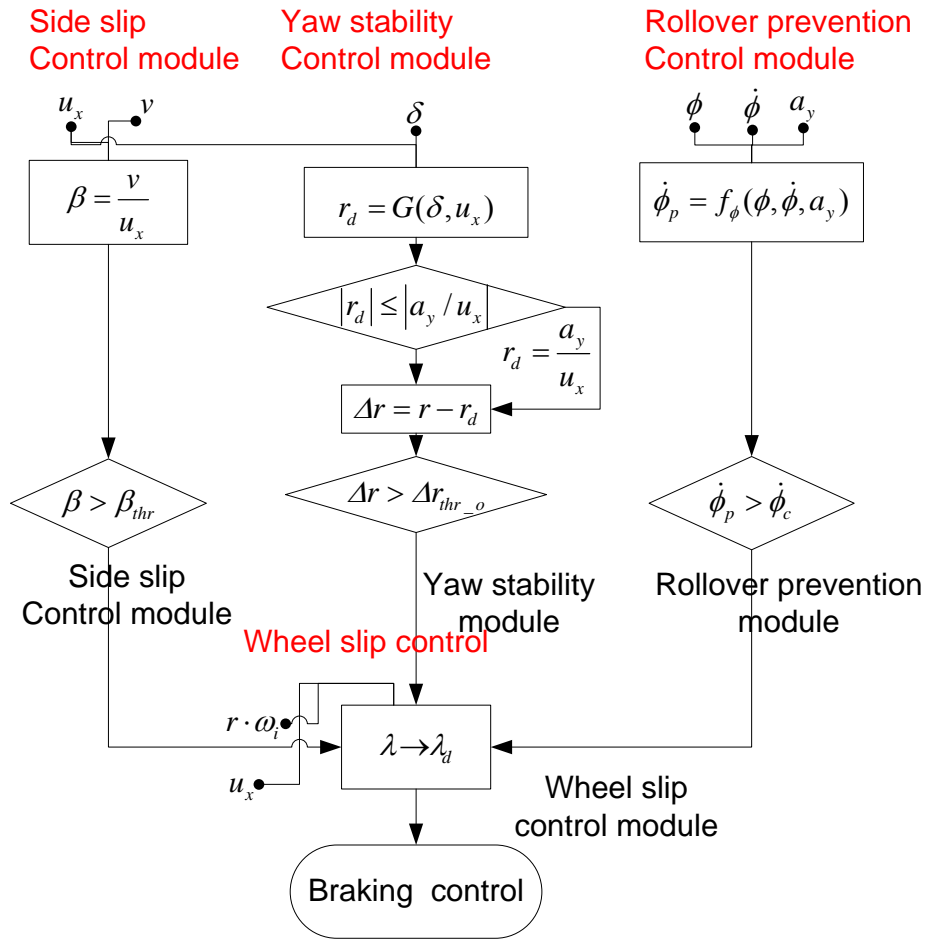 Side slip
Control module
Yaw stability
Control module
Rollover prevention
Control module
u_x
v
δ
ϕ
ϕ̇
a_y
β = v / u_x
r_d = G(δ, u_x)
ϕ̇_p = f_ϕ(ϕ, ϕ̇, a_y)
|r_d| ≤ |a_y / u_x|
r_d = a_y / u_x
Δr = r − r_d
β > β_thr
Δr > Δr_thr_o
ϕ̇_p > ϕ̇_c
Side slip
Control module
Yaw stability
module
Rollover prevention
module
Wheel slip control
r · ω_i
λ → λ_d
u_x
Wheel slip
control module
Braking control